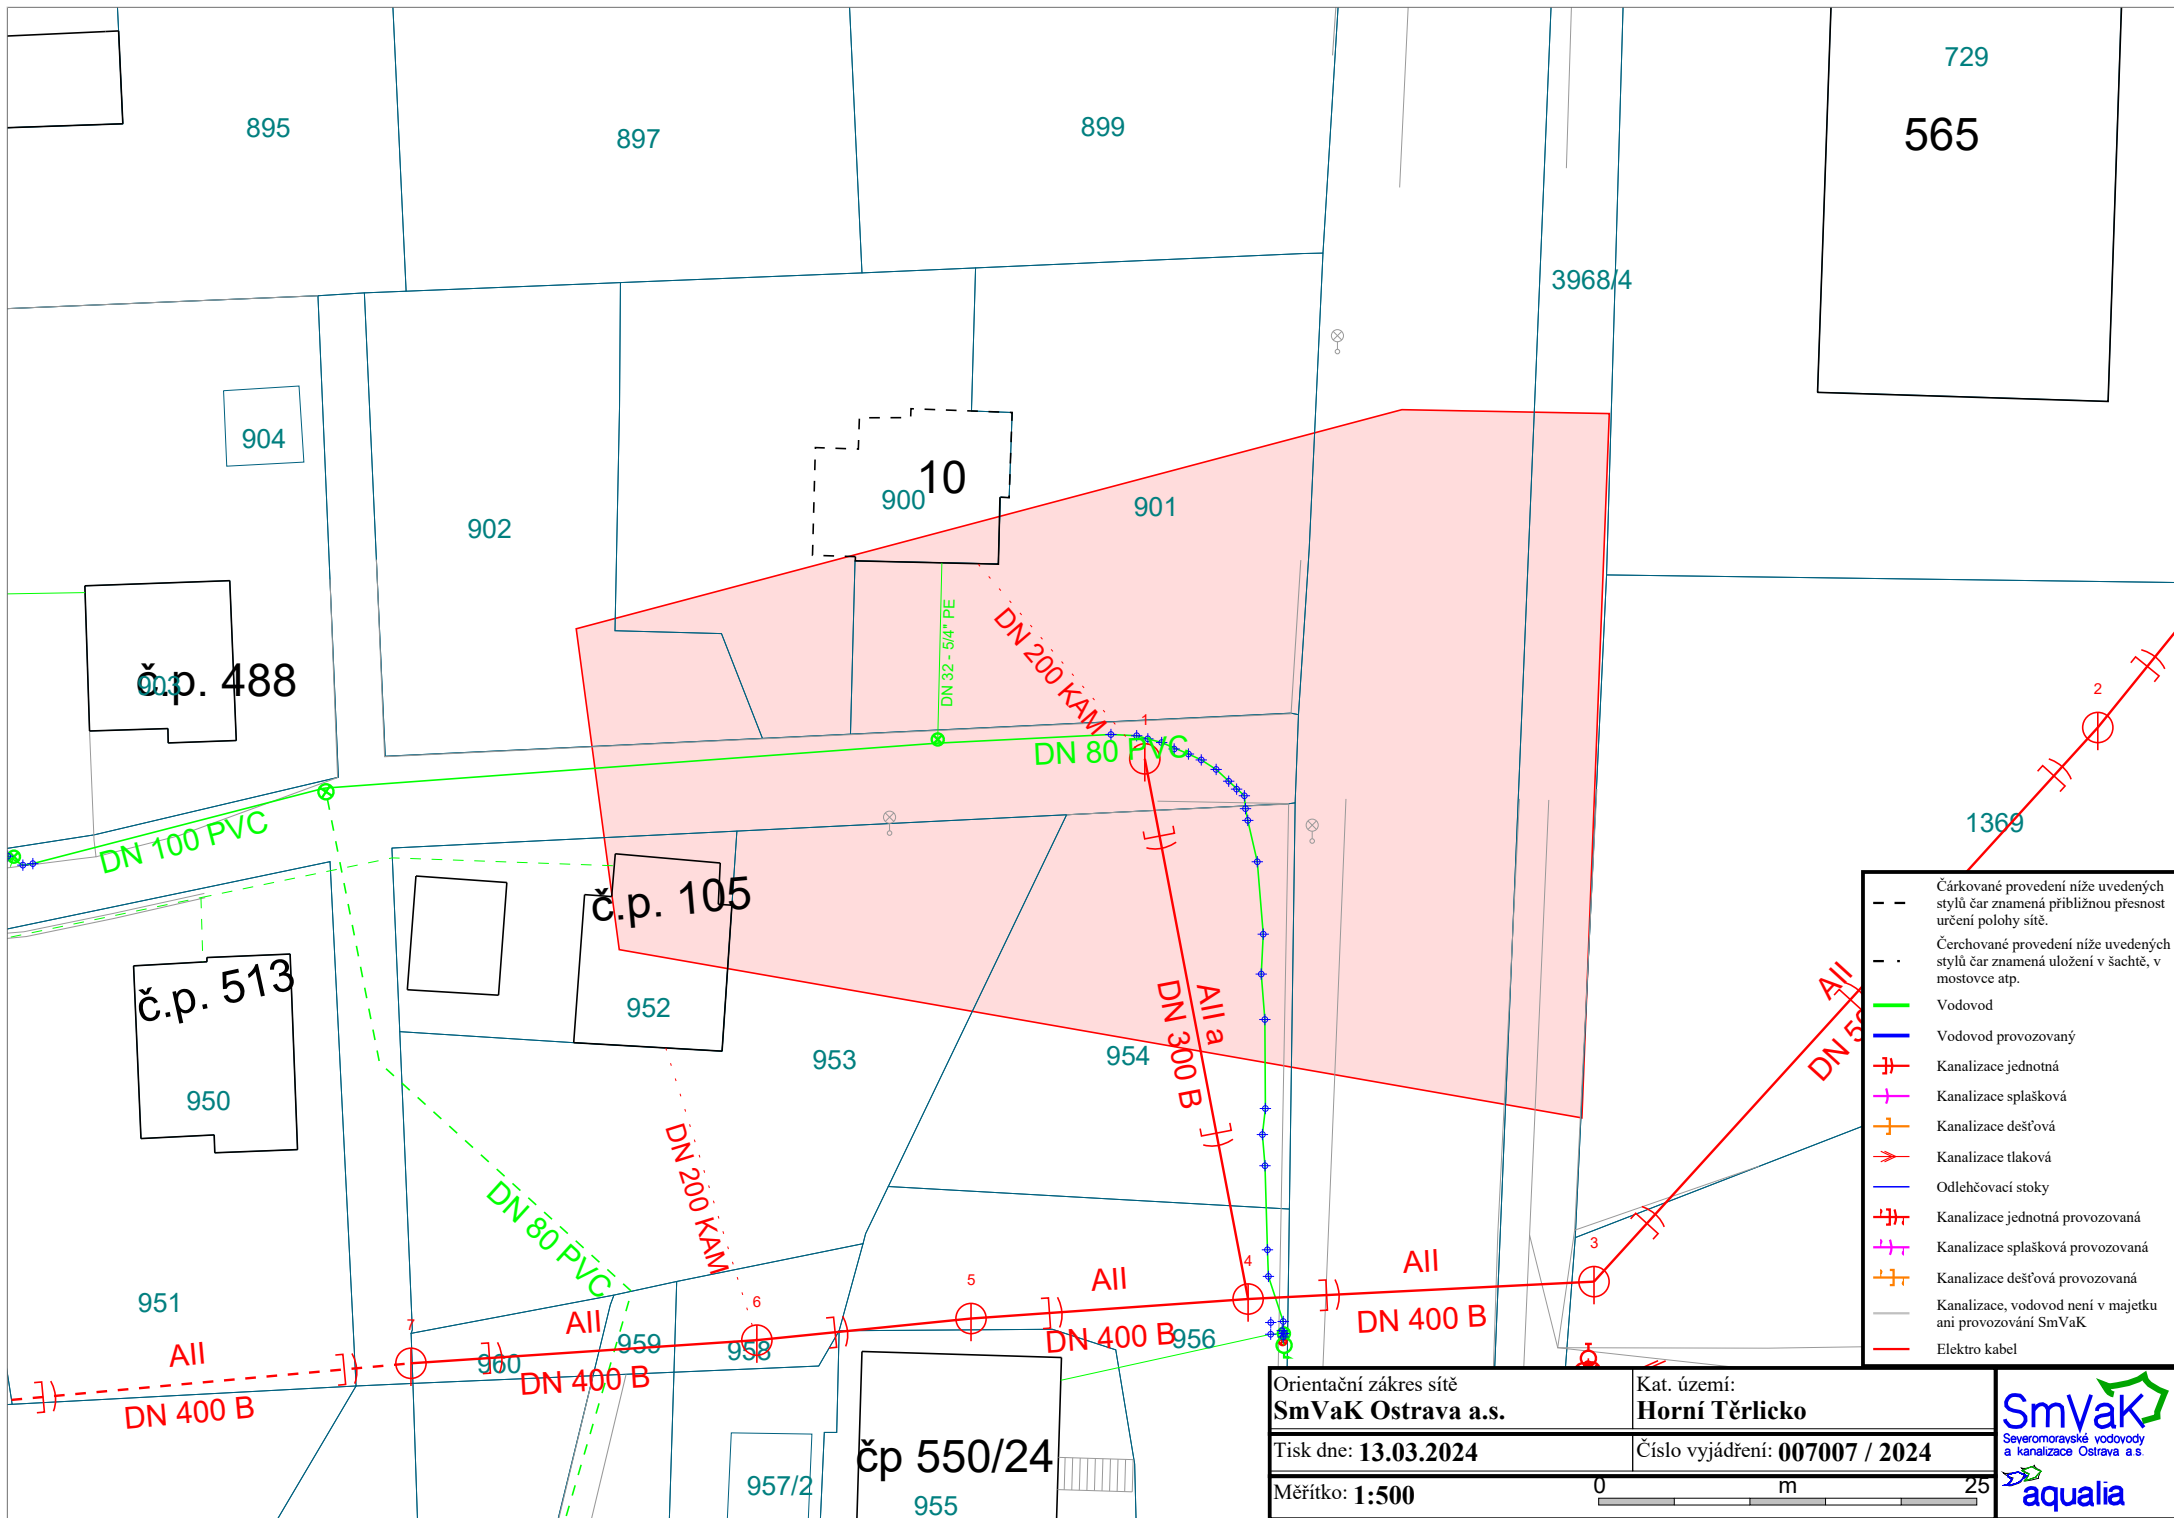 729
895
897
899
565
3968/4
904
10
900
901
902
DN 32 - 5/4" PE
DN 200 KAM
č.p. 488
903
1
2
DN 80 PVC
DN 100 PVC
1369
č.p. 105
č.p. 513
952
AII a
DN 300 B
AII
953
954
950
DN 200 KAM
DN 80 PVC
951
AII
DN 400 B
7
960
AII
DN 400 B
959
6
958
5
AII
DN 400 B
956
4
AII
DN 400 B
3
957/2
čp 550/24
955
Čárkované provedení níže uvedených
stylů čar znamená přibližnou přesnost
určení polohy sítě.
Čerchované provedení níže uvedených
stylů čar znamená uložení v šachtě, v
mostovce atp.
Vodovod
Vodovod provozovaný
Kanalizace jednotná
Kanalizace splašková
Kanalizace dešťová
Kanalizace tlaková
Odlehčovací stoky
Kanalizace jednotná provozovaná
Kanalizace splašková provozovaná
Kanalizace dešťová provozovaná
Kanalizace, vodovod není v majetku
ani provozování SmVaK
Elektro kabel
Orientační zákres sítě
SmVaK Ostrava a.s.
Kat. území:
Horní Těrlicko
Tisk dne: 13.03.2024
Číslo vyjádření: 007007 / 2024
Měřítko: 1:500
0 m 25
SmVaK
Severomoravské vodovody
a kanalizace Ostrava a.s.
aqualia